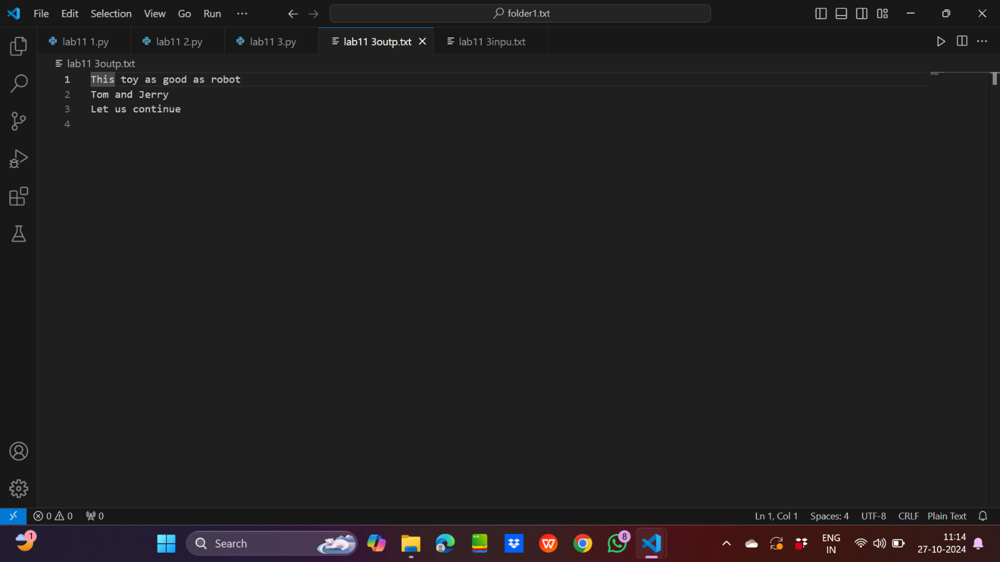 File Edit Selection View Go Run ···
folder1.txt
lab11 1.py lab11 2.py lab11 3.py lab11 3outp.txt lab11 3inpu.txt
lab11 3outp.txt
1 This toy as good as robot
2 Tom and Jerry
3 Let us continue
4
0 0 0 Ln 1, Col 1 Spaces: 4 UTF-8 CRLF Plain Text
1 Search W 8 ENG 11:14
IN 27-10-2024